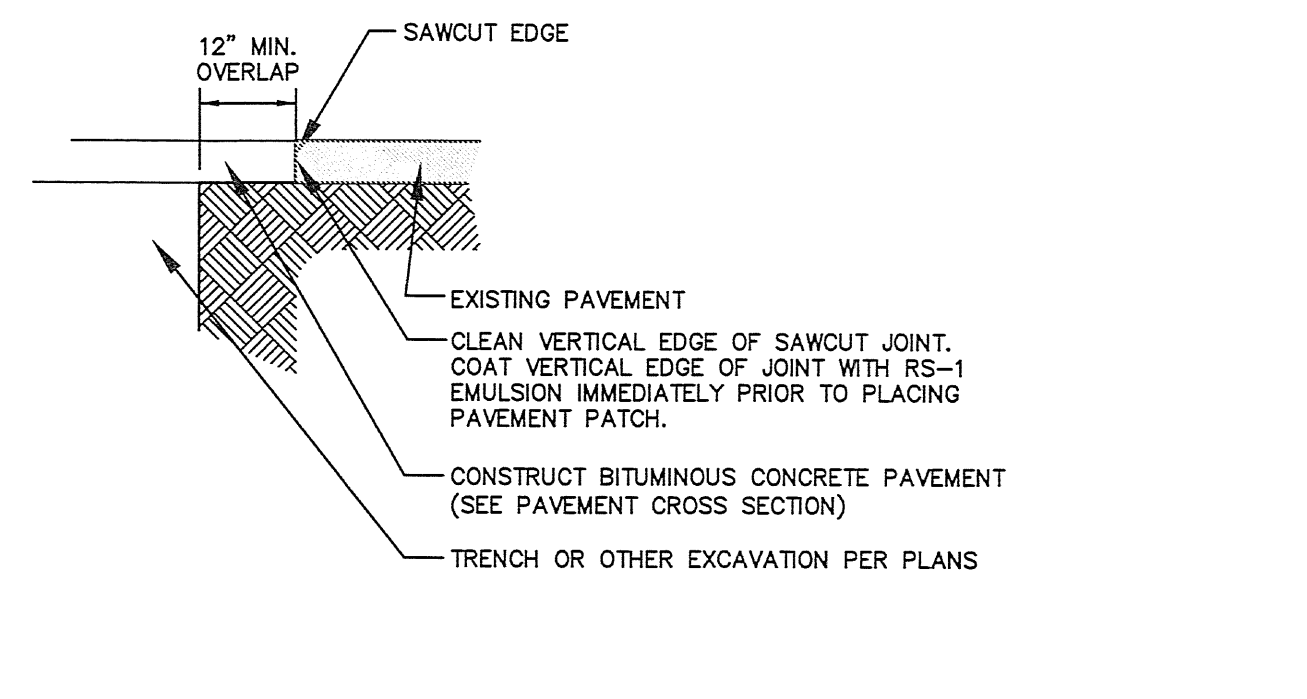 SAWCUT EDGE
12" MIN.
OVERLAP
EXISTING PAVEMENT
CLEAN VERTICAL EDGE OF SAWCUT JOINT.
COAT VERTICAL EDGE OF JOINT WITH RS-1
EMULSION IMMEDIATELY PRIOR TO PLACING
PAVEMENT PATCH.
CONSTRUCT BITUMINOUS CONCRETE PAVEMENT
(SEE PAVEMENT CROSS SECTION)
TRENCH OR OTHER EXCAVATION PER PLANS